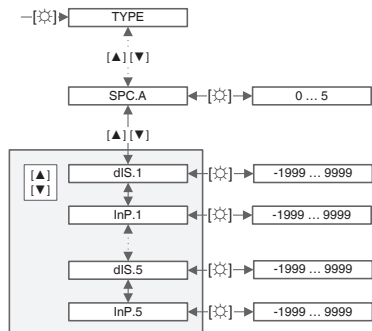 [☼] TYPE
[▲] [▼]
SPC.A [☼] 0 ... 5
[▲] [▼]
[▲]
[▼]
dIS.1 [☼] -1999 ... 9999
InP.1 [☼] -1999 ... 9999
dIS.5 [☼] -1999 ... 9999
InP.5 [☼] -1999 ... 9999